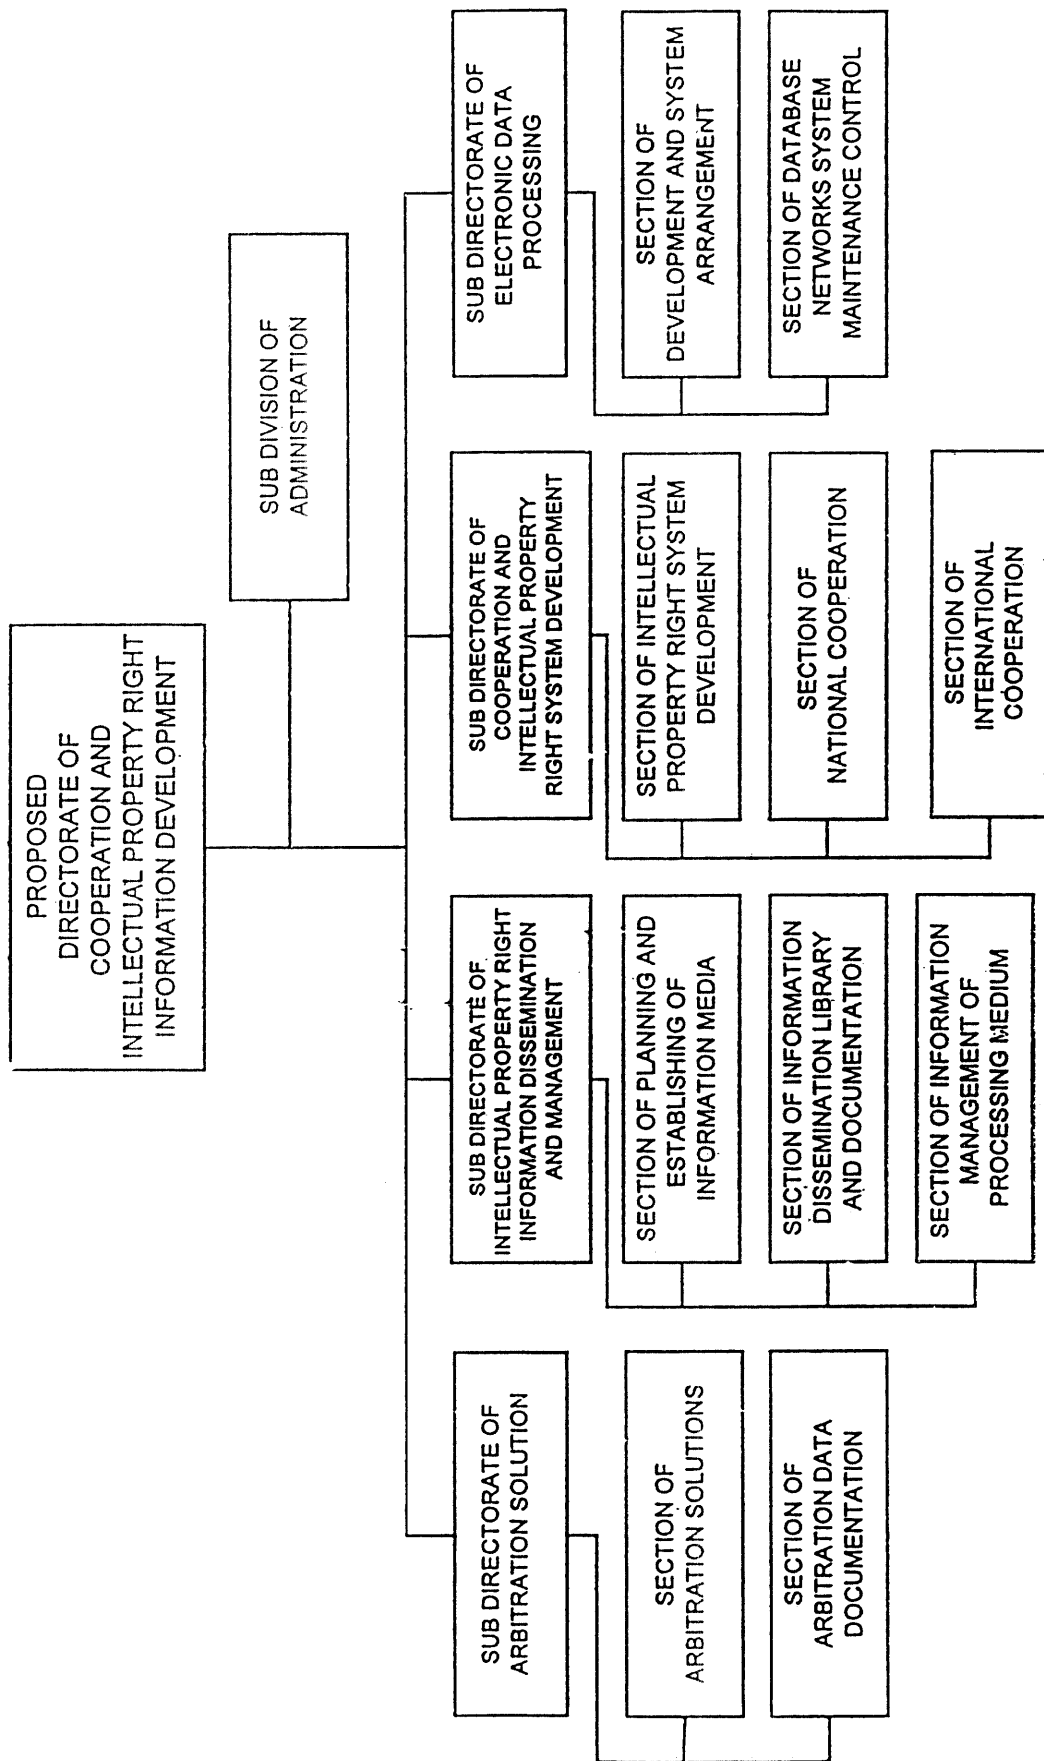 PROPOSED
DIRECTORATE OF
COOPERATION AND
INTELLECTUAL PROPERTY RIGHT
INFORMATION DEVELOPMENT
SUB DIVISION OF
ADMINISTRATION
SUB DIRECTORATE OF
ARBITRATION SOLUTION
SECTION OF
ARBITRATION SOLUTIONS
SECTION OF
ARBITRATION DATA
DOCUMENTATION
SUB DIRECTORATE OF
INTELLECTUAL PROPERTY RIGHT
INFORMATION DISSEMINATION
AND MANAGEMENT
SECTION OF PLANNING AND
ESTABLISHING OF
INFORMATION MEDIA
SECTION OF INFORMATION
DISSEMINATION LIBRARY
AND DOCUMENTATION
SECTION OF INFORMATION
MANAGEMENT OF
PROCESSING MEDIUM
SUB DIRECTORATE OF
COOPERATION AND
INTELLECTUAL PROPERTY
RIGHT SYSTEM DEVELOPMENT
SECTION OF INTELLECTUAL
PROPERTY RIGHT SYSTEM
DEVELOPMENT
SECTION OF
NATIONAL COOPERATION
SECTION OF
INTERNATIONAL
COOPERATION
SUB DIRECTORATE OF
ELECTRONIC DATA
PROCESSING
SECTION OF
DEVELOPMENT AND SYSTEM
ARRANGEMENT
SECTION OF DATABASE
NETWORKS SYSTEM
MAINTENANCE CONTROL